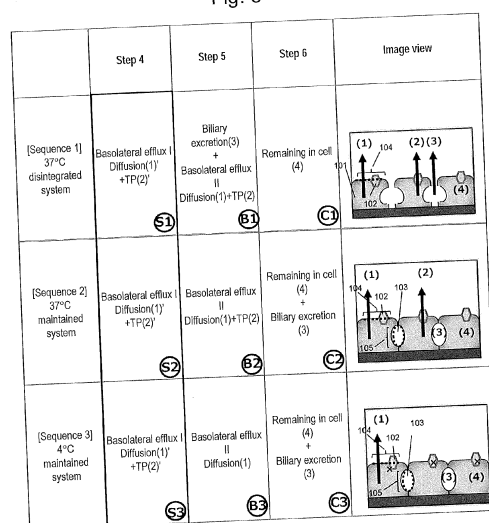 Step 4
Step 5
Step 6
Image view
[Sequence 1]
37°C
disintegrated
system
Basolateral efflux I
Diffusion(1)'
+TP(2)'
S1
Biliary
excretion(3)
+
Basolateral efflux
II
Diffusion(1)+TP(2)
B1
Remaining in cell
(4)
C1
(1)
104
(2)(3)
101
102
(4)
[Sequence 2]
37°C
maintained
system
Basolateral efflux I
Diffusion(1)'
+TP(2)'
S2
Basolateral efflux
II
Diffusion(1)+TP(2)
B2
Remaining in cell
(4)
+
Biliary excretion
(3)
C2
(1)
103
(2)
104
102
105
(3)
(4)
[Sequence 3]
4°C
maintained
system
Basolateral efflux I
Diffusion(1)'
+TP(2)'
S3
Basolateral efflux
II
Diffusion(1)
B3
Remaining in cell
(4)
+
Biliary excretion
(3)
C3
(1)
103
104
102
105
(3)
(4)